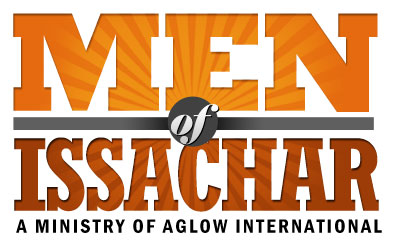 MEN
of
ISSACHAR
A MINISTRY OF AGLOW INTERNATIONAL